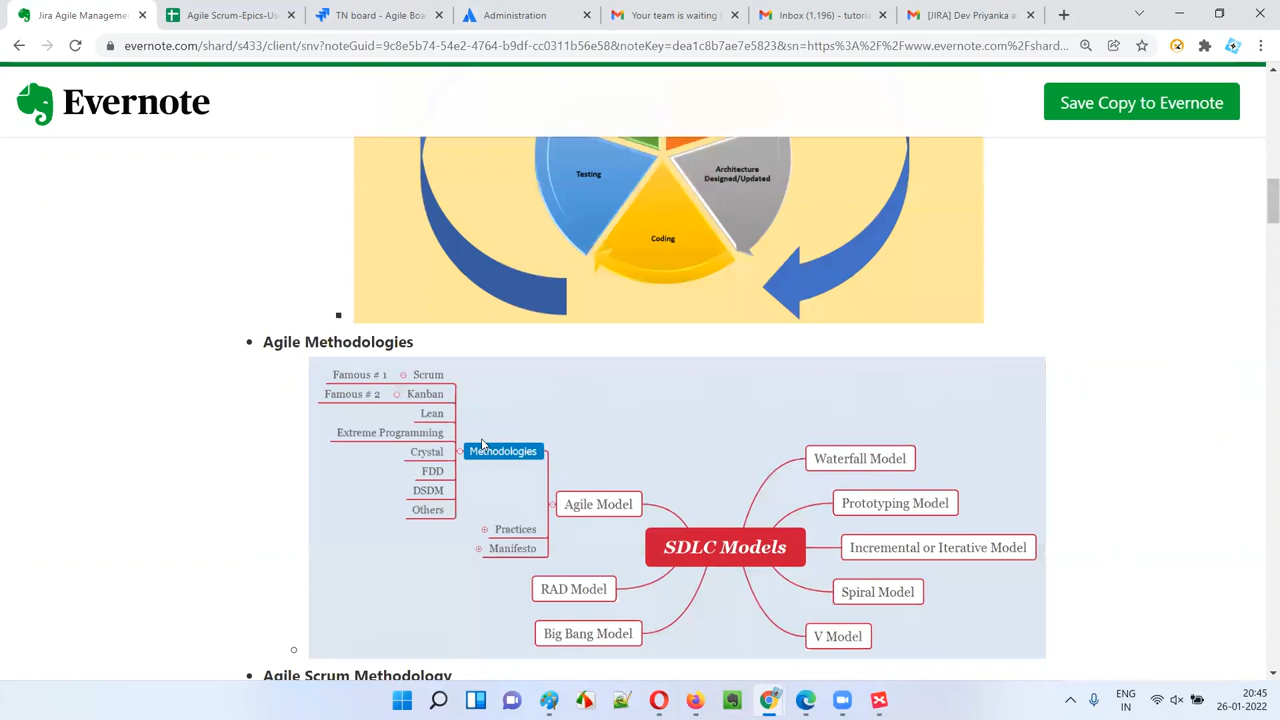 Jira Agile Management
Agile Scrum-Epics-Us
TN board - Agile Boa
Administration
Your team is waiting
Inbox (1,196) - tutoria
[JIRA] Dev Priyanka a
evernote.com/shard/s433/client/snv?noteGuid=9c8e5b74-54e2-4764-b9df-cc0311b56e58&noteKey=dea1c8b7ae7e5823&sn=https%3A%2F%2Fwww.evernote.com%2Fshard...
Evernote
Save Copy to Evernote
Testing
Architecture
Designed/Updated
Coding
Agile Methodologies
Famous # 1
Scrum
Famous # 2
Kanban
Lean
Extreme Programming
Crystal
FDD
DSDM
Others
Methodologies
Practices
Manifesto
Agile Model
RAD Model
Big Bang Model
SDLC Models
Waterfall Model
Prototyping Model
Incremental or Iterative Model
Spiral Model
V Model
Agile Scrum Methodology
ENG
IN
20:45
26-01-2022